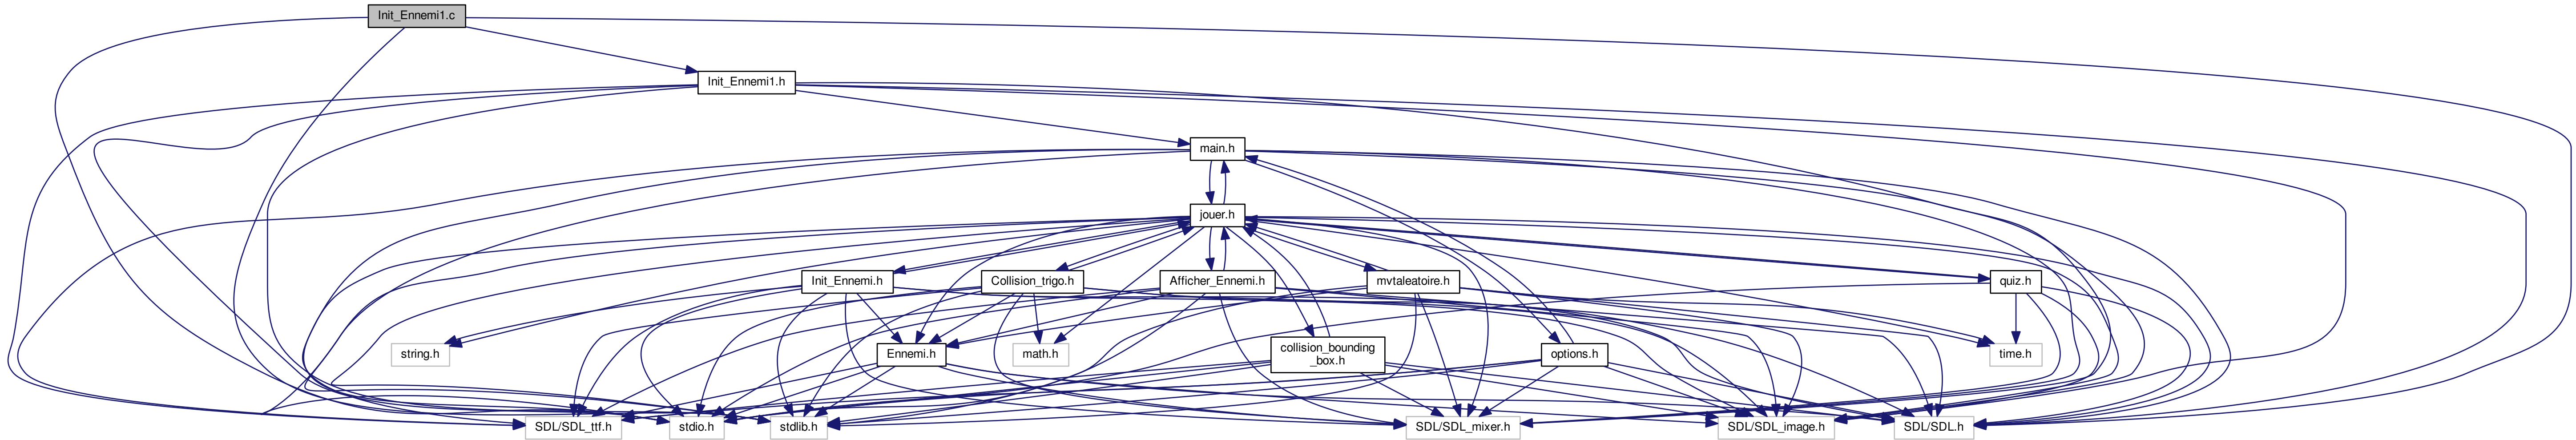 Init_Ennemi1.c
Init_Ennemi1.h
main.h
jouer.h
Init_Ennemi.h
Collision_trigo.h
Afficher_Ennemi.h
mvtaleatoire.h
quiz.h
string.h
Ennemi.h
math.h
collision_bounding
_box.h
options.h
time.h
SDL/SDL_ttf.h
stdio.h
stdlib.h
SDL/SDL_mixer.h
SDL/SDL_image.h
SDL/SDL.h